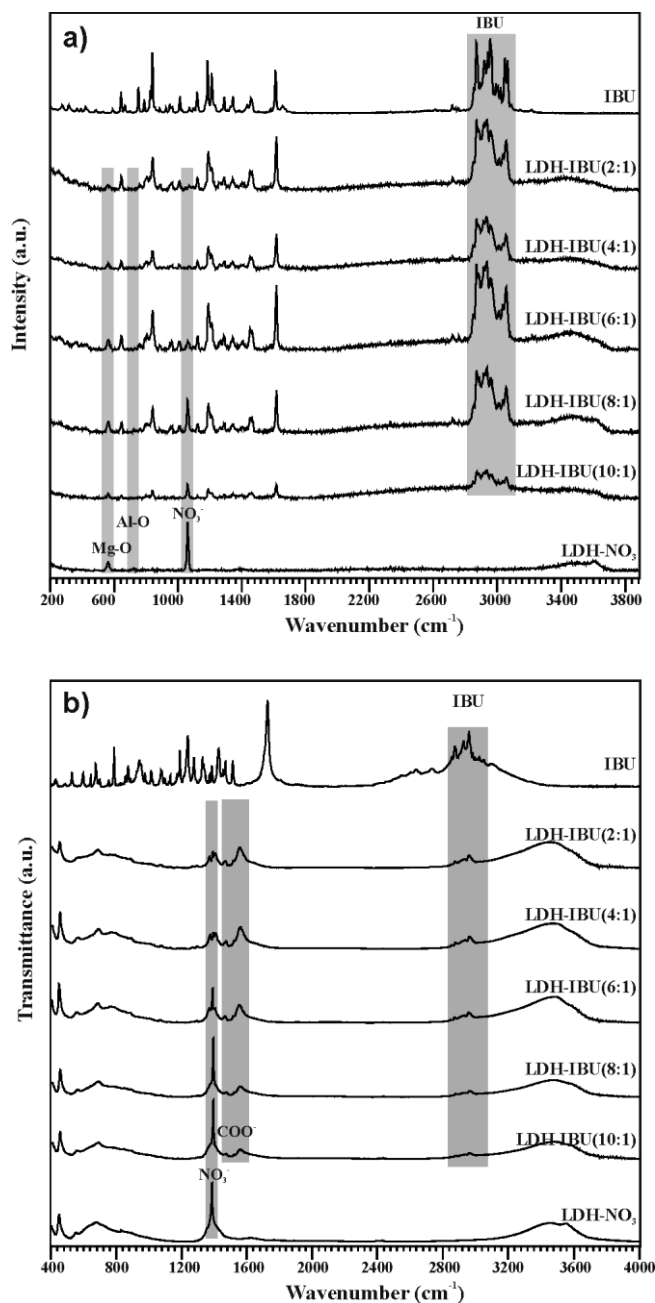 a)
IBU
IBU
LDH-IBU(2:1)
LDH-IBU(4:1)
LDH-IBU(6:1)
LDH-IBU(8:1)
LDH-IBU(10:1)
NO₃⁻
Al-O
Mg-O
LDH-NO₃
Intensity (a.u.)
200 600 1000 1400 1800 2200 2600 3000 3400 3800
Wavenumber (cm⁻¹)
b)
IBU
IBU
LDH-IBU(2:1)
LDH-IBU(4:1)
LDH-IBU(6:1)
LDH-IBU(8:1)
LDH-IBU(10:1)
COO⁻
NO₃⁻
LDH-NO₃
Transmittance (a.u.)
400 800 1200 1600 2000 2400 2800 3200 3600 4000
Wavenumber (cm⁻¹)